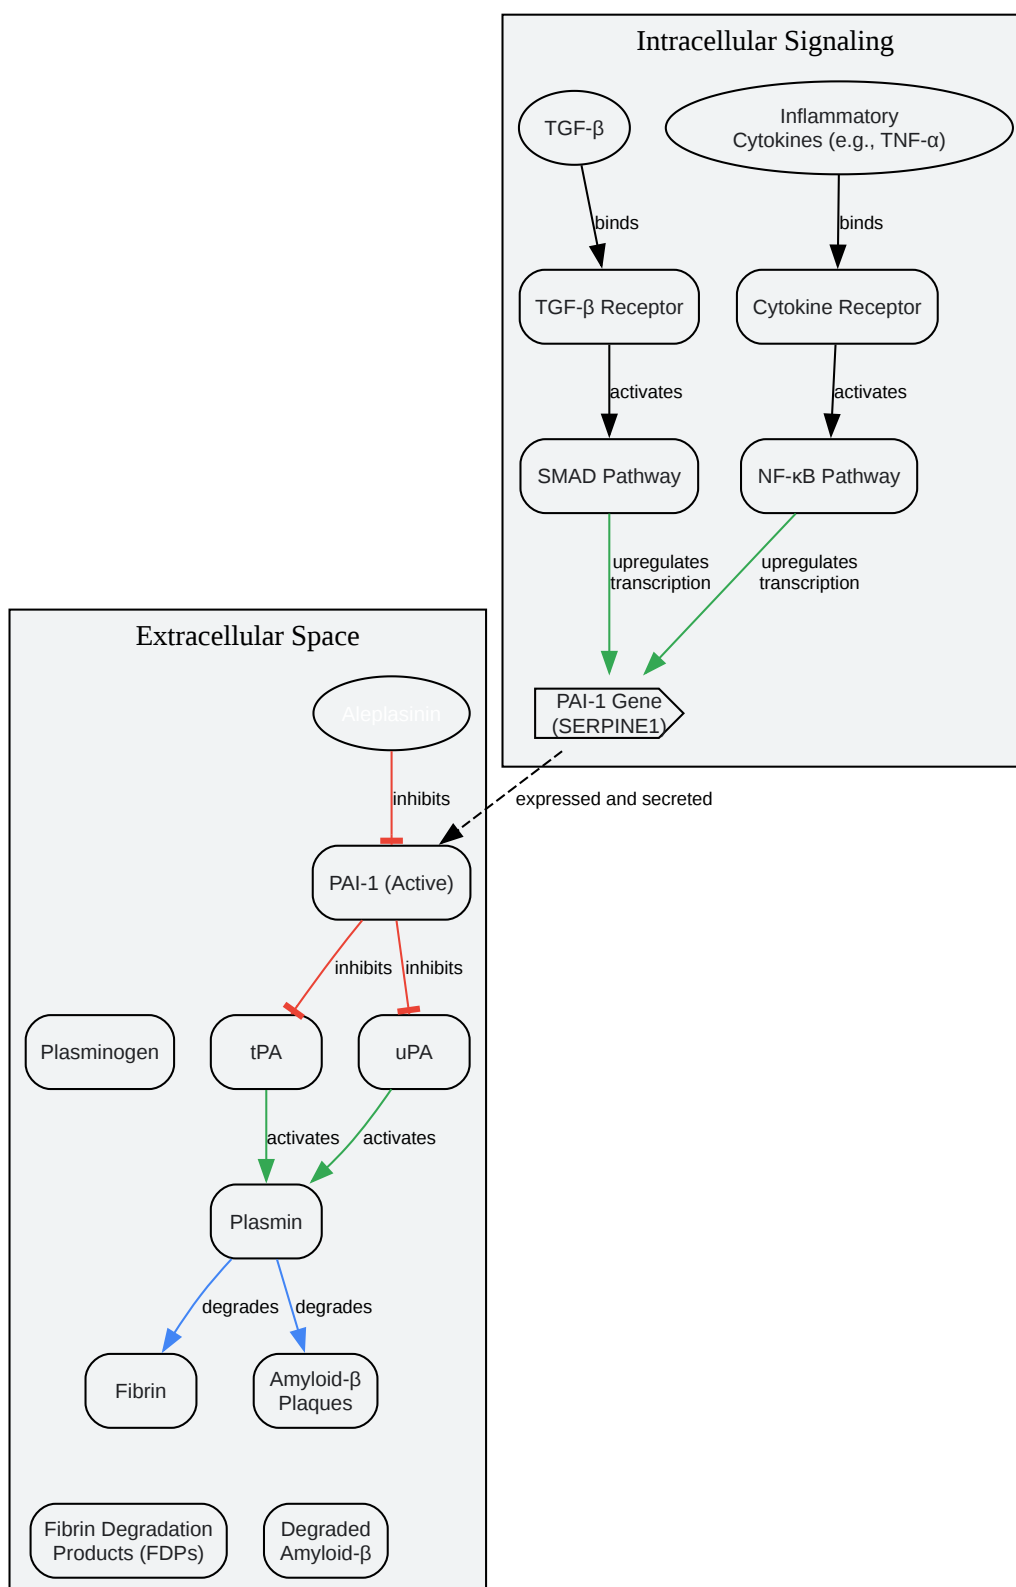 Intracellular Signaling
TGF-β
Inflammatory
Cytokines (e.g., TNF-α)
binds
binds
TGF-β Receptor
Cytokine Receptor
activates
activates
SMAD Pathway
NF-κB Pathway
upregulates
transcription
upregulates
transcription
PAI-1 Gene
(SERPINE1)
expressed and secreted
Extracellular Space
Aleplasinin
inhibits
PAI-1 (Active)
inhibits
inhibits
Plasminogen
tPA
uPA
activates
activates
Plasmin
degrades
degrades
Fibrin
Amyloid-β
Plaques
Fibrin Degradation
Products (FDPs)
Degraded
Amyloid-β